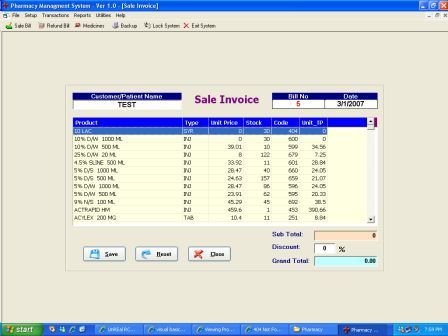 Pharmacy Managment System - Ver 1.0 - [Sale Invoice]
File Setup Transactions Reports Utilities Help Exit
Sale Bill Refund Bill Medicines Backup Lock System Exit System
Customer/Patient Name
TEST
Sale Invoice
Bill No Date
5 3/1/2007
Product Type Unit Price Stock Code Unit_TP
10 LAC SYR 0 30 404 0
10% D/W 1000 ML INJ 0 30 600 0
10% D/W 500 ML INJ 39.01 10 599 34.56
25% D/W 20 ML INJ 8 122 679 7.25
4.5% SLINE 500 ML INJ 33.92 11 601 28.84
5% D/S 1000 ML INJ 28.47 40 660 24.05
5% D/S 500 ML INJ 24.63 157 659 21.07
5% D/W 1000 ML INJ 28.47 86 596 24.05
5% D/W 500 ML INJ 23.91 62 595 20.33
9% N/S 100 ML INJ 45.29 45 692 38.5
ACTRAPID HM INJ 459.6 1 453 390.66
ACYLEX 200 MG TAB 10.4 11 251 8.84
Sub Total: 0
Discount: 0 %
Grand Total: 0.00
Save Reset Close
start UnREaL RC... visual basic... Viewing Pro... 404 Not Fo... Pharmacy Pharmacy ... 7:59 PM